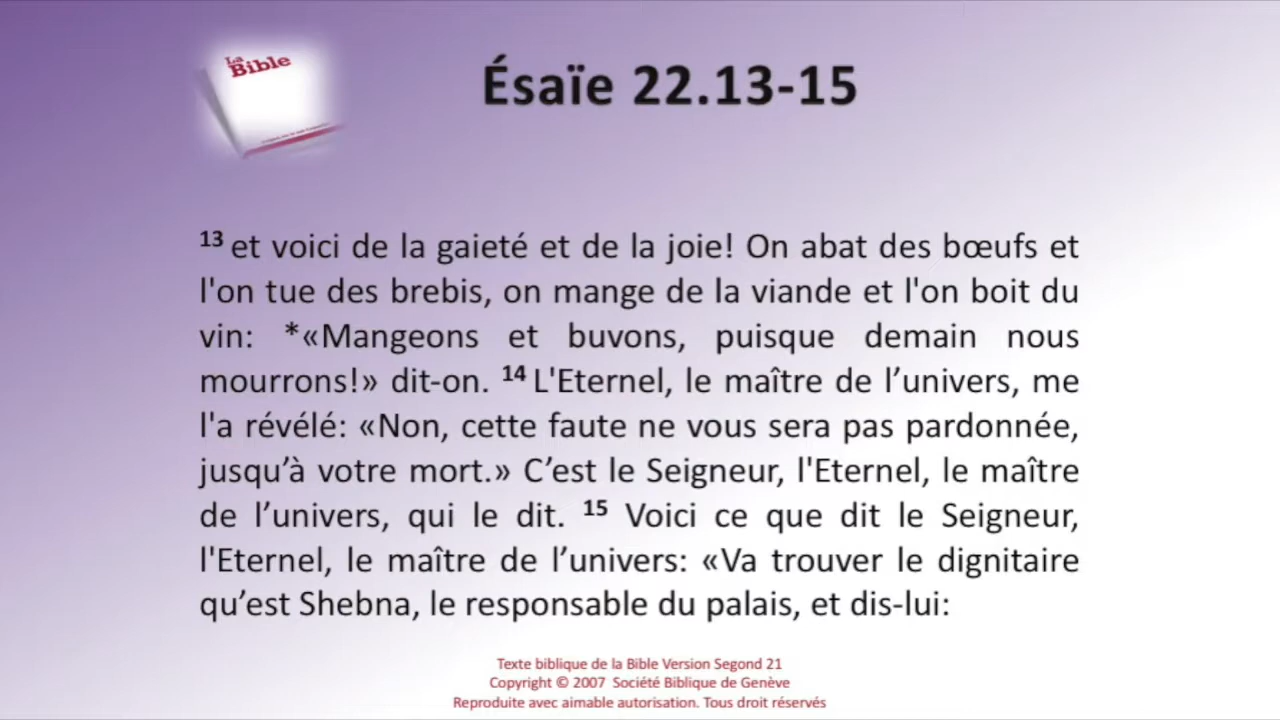 La
Bible
Ésaïe 22.13-15
13 et voici de la gaieté et de la joie! On abat des bœufs et
l'on tue des brebis, on mange de la viande et l'on boit du
vin: *«Mangeons et buvons, puisque demain nous
mourrons!» dit-on. 14 L'Eternel, le maître de l’univers, me
l'a révélé: «Non, cette faute ne vous sera pas pardonnée,
jusqu’à votre mort.» C’est le Seigneur, l'Eternel, le maître
de l’univers, qui le dit. 15 Voici ce que dit le Seigneur,
l'Eternel, le maître de l’univers: «Va trouver le dignitaire
qu’est Shebna, le responsable du palais, et dis-lui:
Texte biblique de la Bible Version Segond 21
Copyright © 2007 Société Biblique de Genève
Reproduite avec aimable autorisation. Tous droit réservés